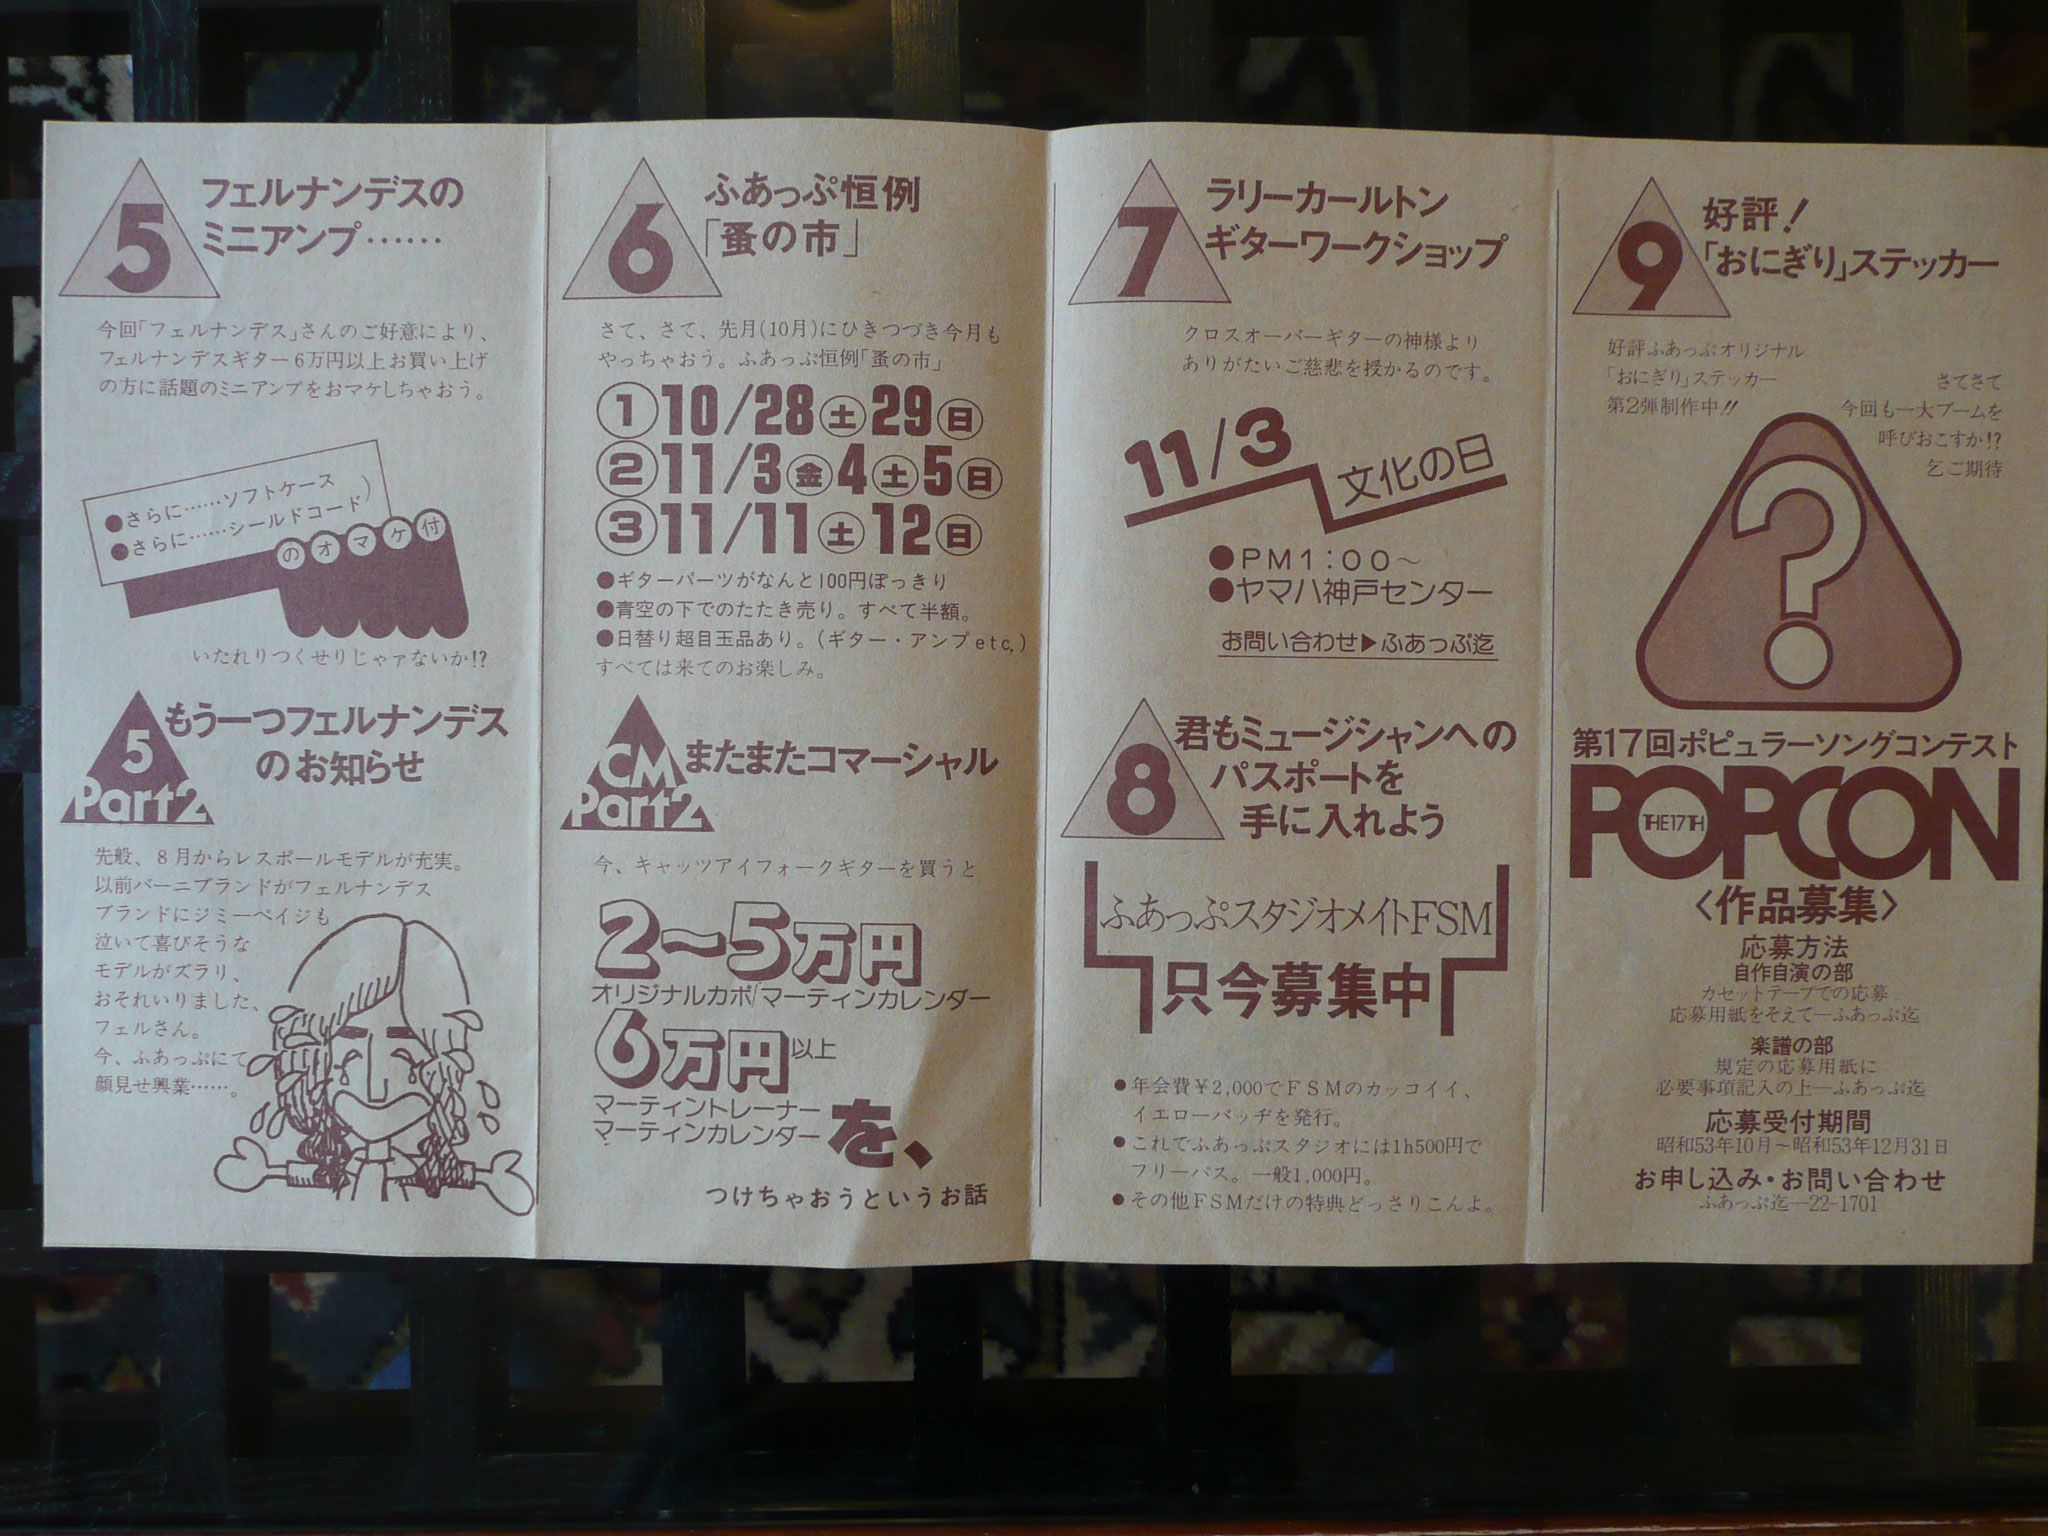 5
フェルナンデスの
ミニアンプ……
今回「フェルナンデス」さんのご好意により、
フェルナンデスギター6万円以上お買い上げ
の方に話題のミニアンプをおマケしちゃおう。
●さらに……ソフトケース
●さらに……シールドコード)
のオマケ付
いたれりつくせりじゃァないか!?
5
Part2
もう一つフェルナンデス
のお知らせ
先般、8月からレスポールモデルが充実。
以前バーニブランドがフェルナンデス
ブランドにジミーペイジも
泣いて喜びそうな
モデルがズラリ、
おそれいりました、
フェルさん。
今、ふあっぷにて
顔見せ興業……。
6
ふあっぷ恒例
「蚤の市」
さて、さて、先月(10月)にひきつづき今月も
やっちゃおう。ふあっぷ恒例「蚤の市」
①10/28㊏29㊐
②11/3㊎4㊏5㊐
③11/11㊏12㊐
●ギターパーツがなんと100円ぽっきり
●青空の下でのたたき売り。すべて半額。
●日替り超目玉品あり。(ギター・アンプetc,)
すべては来てのお楽しみ。
CM
Part2
またまたコマーシャル
今、キャッツアイフォークギターを買うと
2〜5万円
オリジナルカポ/マーティンカレンダー
6万円以上
マーティントレーナー
マーティンカレンダー
を、
つけちゃおうというお話
7
ラリーカールトン
ギターワークショップ
クロスオーバーギターの神様より
ありがたいご慈悲を授かるのです。
11/3 文化の日
●PM1:00〜
●ヤマハ神戸センター
お問い合わせ▶ふあっぷ迄
8
君もミュージシャンへの
パスポートを
手に入れよう
ふあっぷスタジオメイトFSM
只今募集中
●年会費¥2,000でFSMのカッコイイ、
イエローバッヂを発行。
●これでふあっぷスタジオには1h500円で
フリーパス。一般1,000円。
●その他FSMだけの特典どっさりこんよ。
9
好評!
「おにぎり」ステッカー
好評ふあっぷオリジナル
「おにぎり」ステッカー
第2弾制作中!!
さてさて
今回も一大ブームを
呼びおこすか!?
乞ご期待
?
第17回ポピュラーソングコンテスト
POPCON
THE17TH
〈作品募集〉
応募方法
自作自演の部
カセットテープでの応募
応募用紙をそえて—ふあっぷ迄
楽譜の部
規定の応募用紙に
必要事項記入の上—ふあっぷ迄
応募受付期間
昭和53年10月〜昭和53年12月31日
お申し込み・お問い合わせ
ふあっぷ迄—22-1701